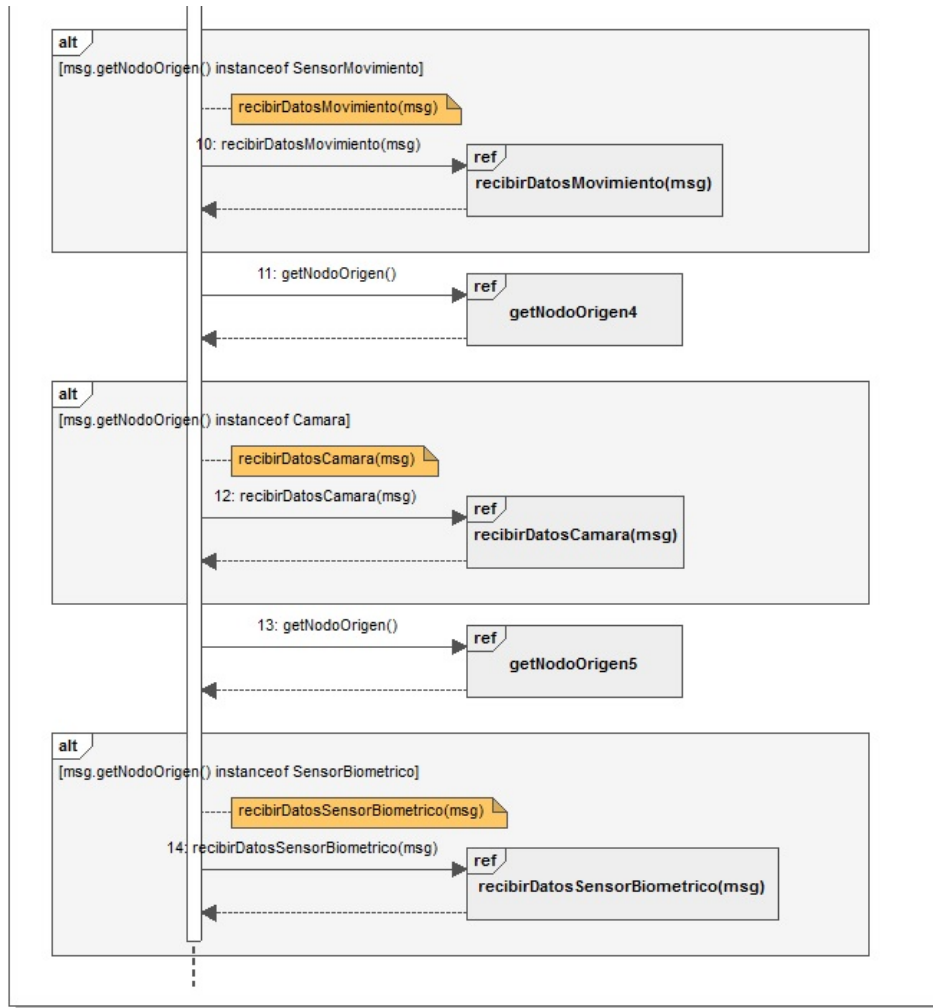 alt
[msg.getNodoOrigen() instanceof SensorMovimiento]
recibirDatosMovimiento(msg)
10: recibirDatosMovimiento(msg)
ref
recibirDatosMovimiento(msg)
11: getNodoOrigen()
ref
getNodoOrigen4
alt
[msg.getNodoOrigen() instanceof Camara]
recibirDatosCamara(msg)
12: recibirDatosCamara(msg)
ref
recibirDatosCamara(msg)
13: getNodoOrigen()
ref
getNodoOrigen5
alt
[msg.getNodoOrigen() instanceof SensorBiometrico]
recibirDatosSensorBiometrico(msg)
14: recibirDatosSensorBiometrico(msg)
ref
recibirDatosSensorBiometrico(msg)